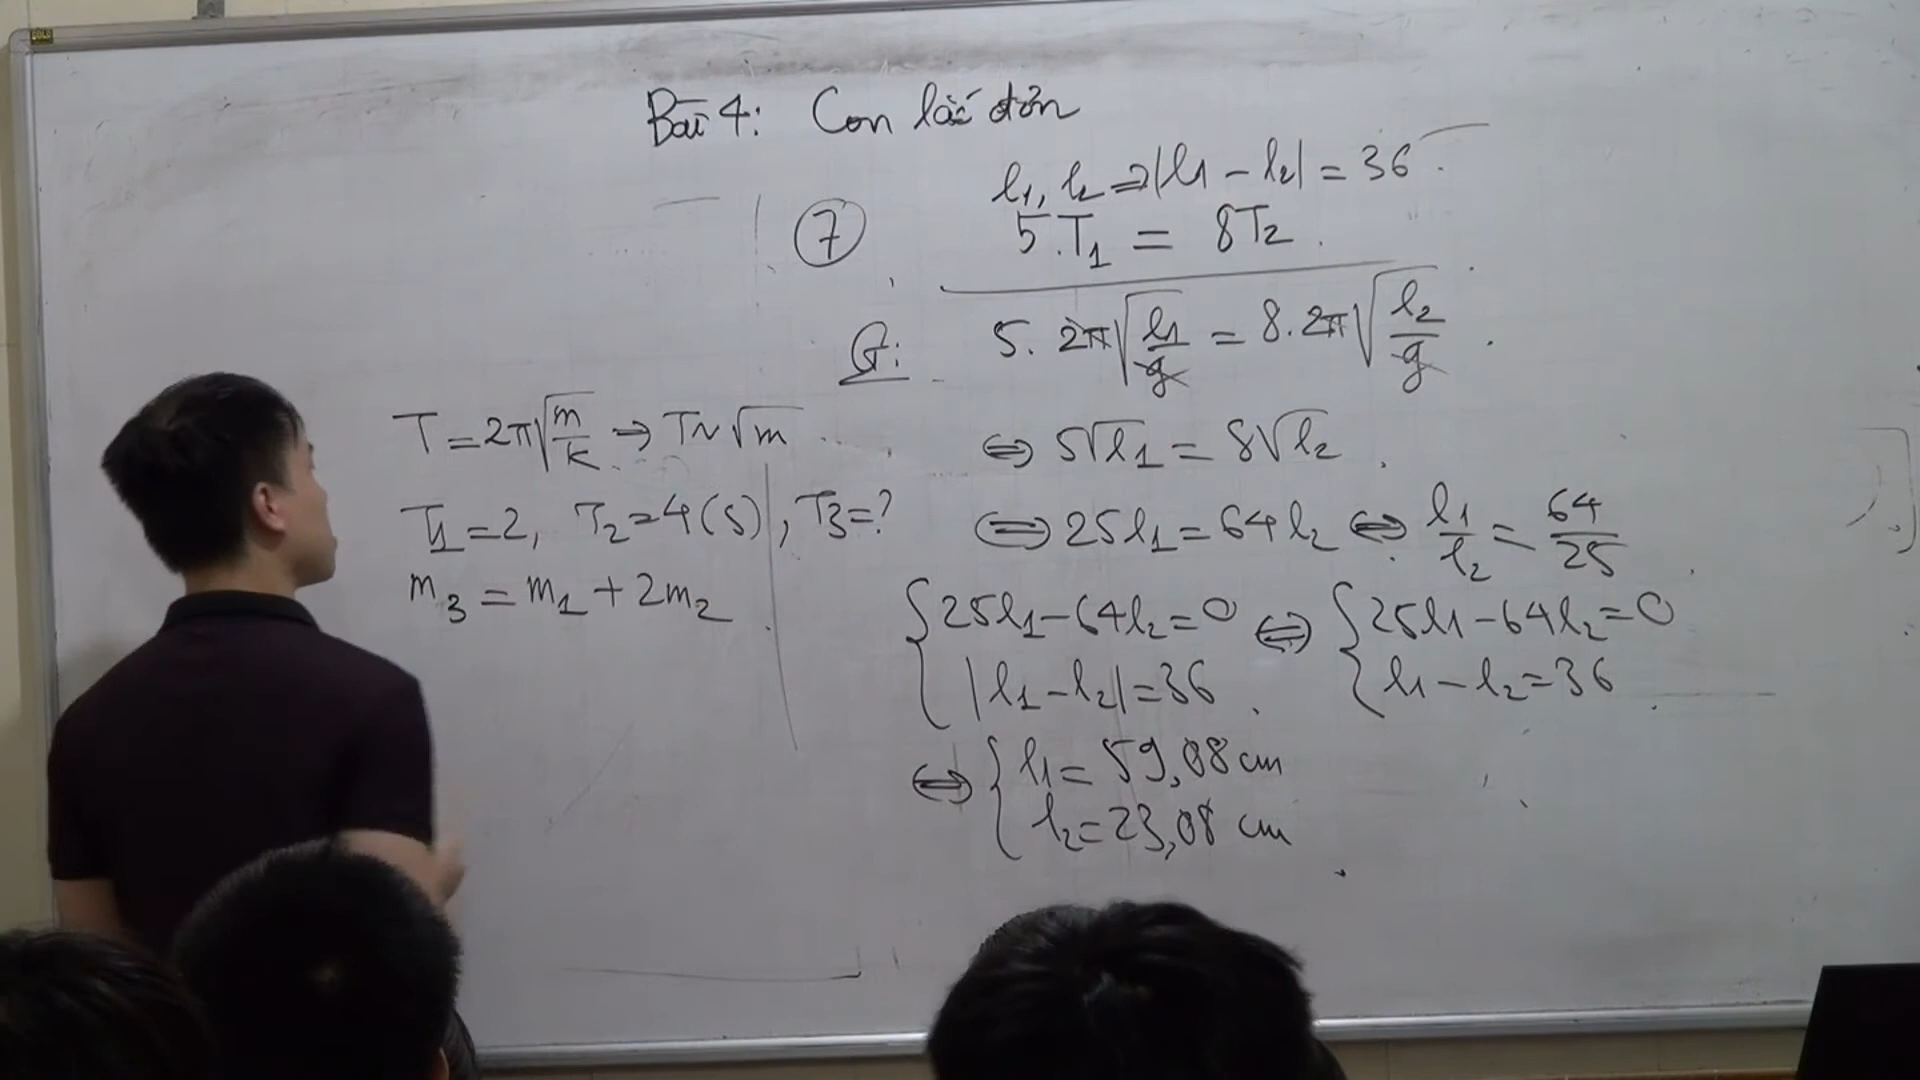 Bài 4: Con lắc đơn
l₁, l₂ ⇒ |l₁ - l₂| = 36
⑦ 5.T₁ = 8T₂
G: 5. 2π√(l₁/g) = 8. 2π√(l₂/g)
⇔ 5√l₁ = 8√l₂
⇔ 25l₁ = 64l₂ ⇔ l₁/l₂ = 64/25
{25l₁ - 64l₂ = 0 ⇔ {25l₁ - 64l₂ = 0
|l₁ - l₂| = 36 l₁ - l₂ = 36
⇔ {l₁ = 59,08 cm
l₂ = 23,08 cm
T = 2π√(m/k) ⇒ T ~ √m
T₁ = 2, T₂ = 4(s), T₃ = ?
m₃ = m₁ + 2m₂